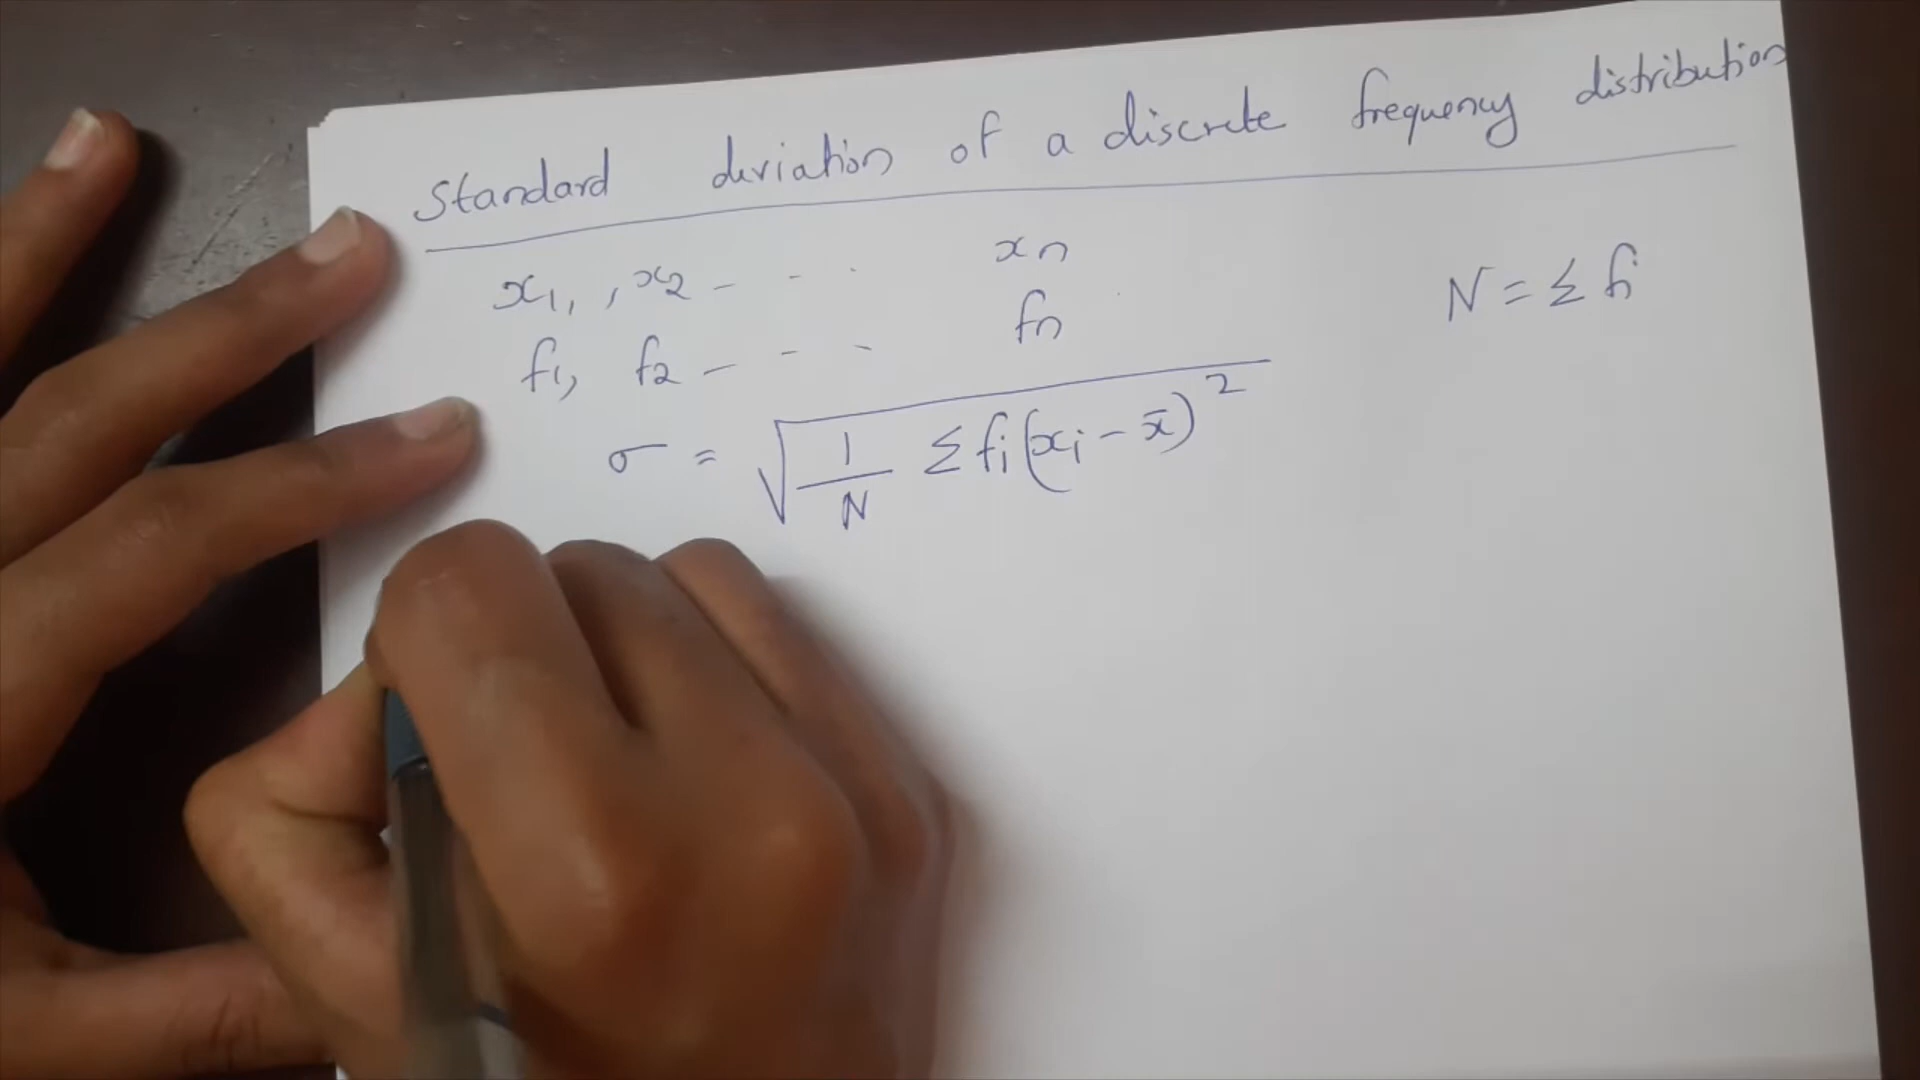 Standard deviation of a discrete frequency distribution
x1, , x2 - - . xn
N = Σ fi
f1, f2 - - - fn
σ = √ 1/N Σ fi(xi - x̄)²